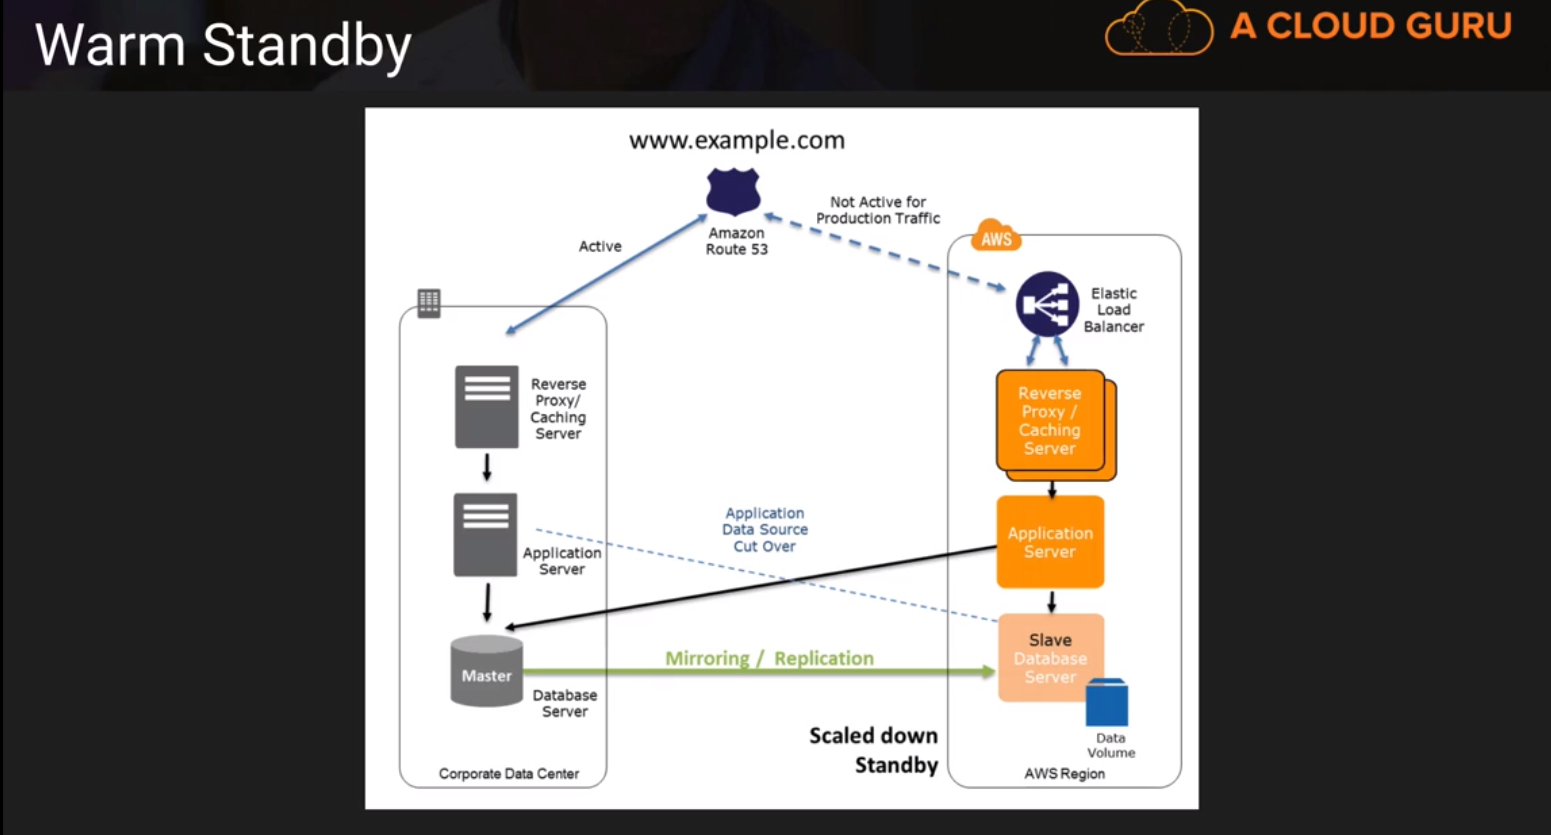 Warm Standby
A CLOUD GURU
www.example.com
Amazon
Route 53
Active
Not Active for
Production Traffic
AWS
Elastic
Load
Balancer
Reverse
Proxy/
Caching
Server
Reverse
Proxy /
Caching
Server
Application
Data Source
Cut Over
Application
Server
Application
Server
Mirroring / Replication
Master
Database
Server
Slave
Database
Server
Data
Volume
Scaled down
Standby
Corporate Data Center
AWS Region